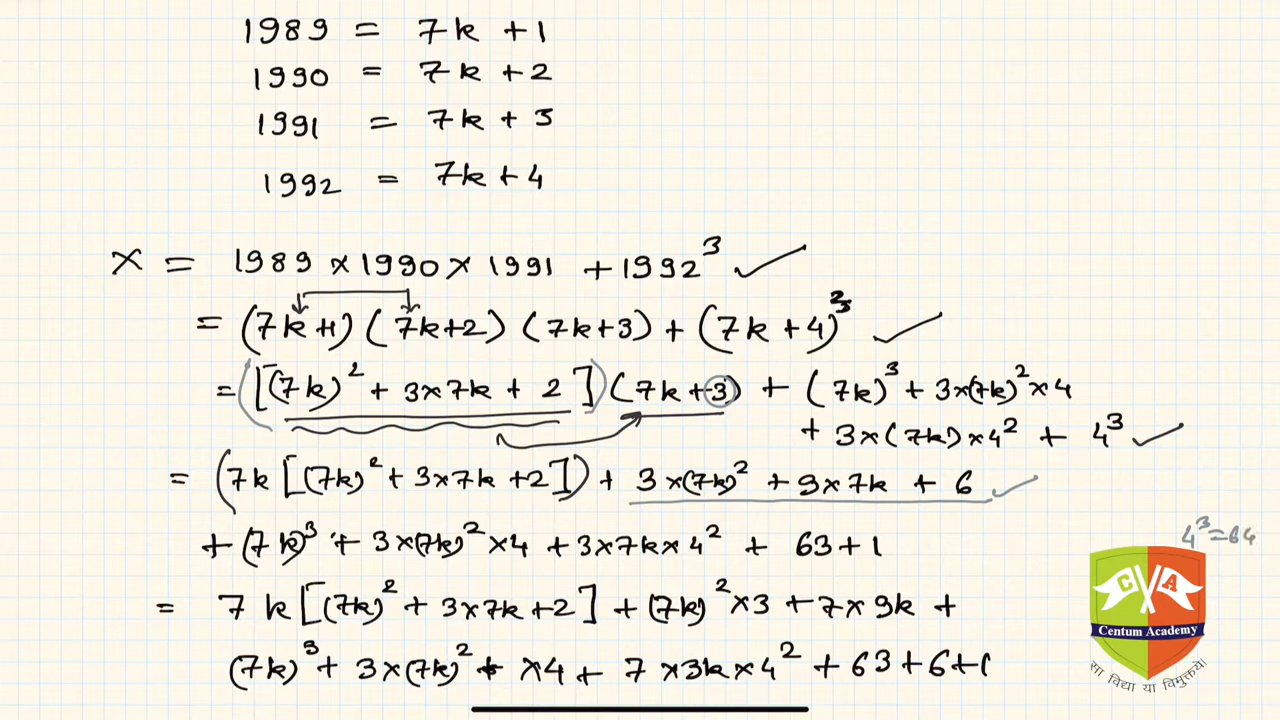 1989 = 7k +1
1990 = 7k +2
1991 = 7k + 3
1992 = 7k + 4
X = 1989 × 1990 × 1991 + 1992³
= (7k+1) (7k+2) (7k+3) + (7k+4)³
= ([(7k)² + 3×7k + 2]) (7k+3) + (7k)³ + 3×(7k)²×4
+ 3×(7k)×4² + 4³
= (7k [(7k)² + 3×7k +2]) + 3×(7k)² + 9×7k + 6
+ (7k)³ + 3×(7k)²×4 + 3×7k×4² + 63+1
4³=64
= 7k [(7k)² + 3×7k+2] + (7k)²×3 + 7×9k +
(7k)³ + 3×(7k)² ×4 + 7×3k×4² + 63+6+1
C A
Centum Academy
सा विद्या या विमुक्तये।